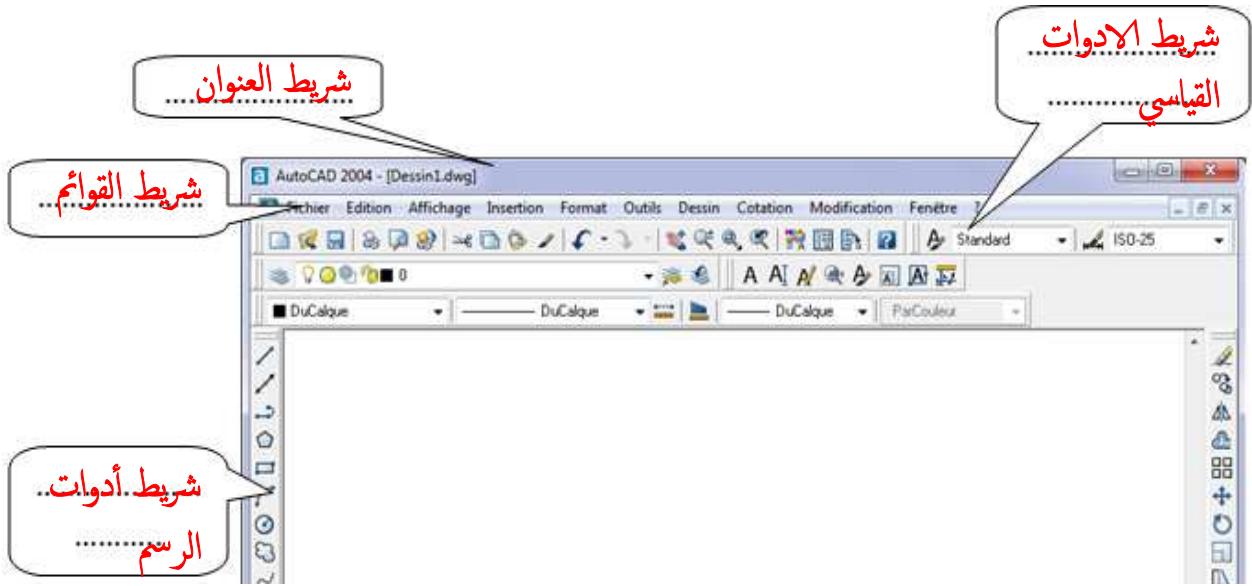 شريط الادوات
القياسي
شريط العنوان
شريط القوائم
AutoCAD 2004 - [Dessin1.dwg]
Fichier Edition Affichage Insertion Format Outils Dessin Cotation Modification Fenêtre ?
Standard ISO-25
0
A AI A
DuCalque DuCalque DuCalque ParCouleur
شريط أدوات
الرسم